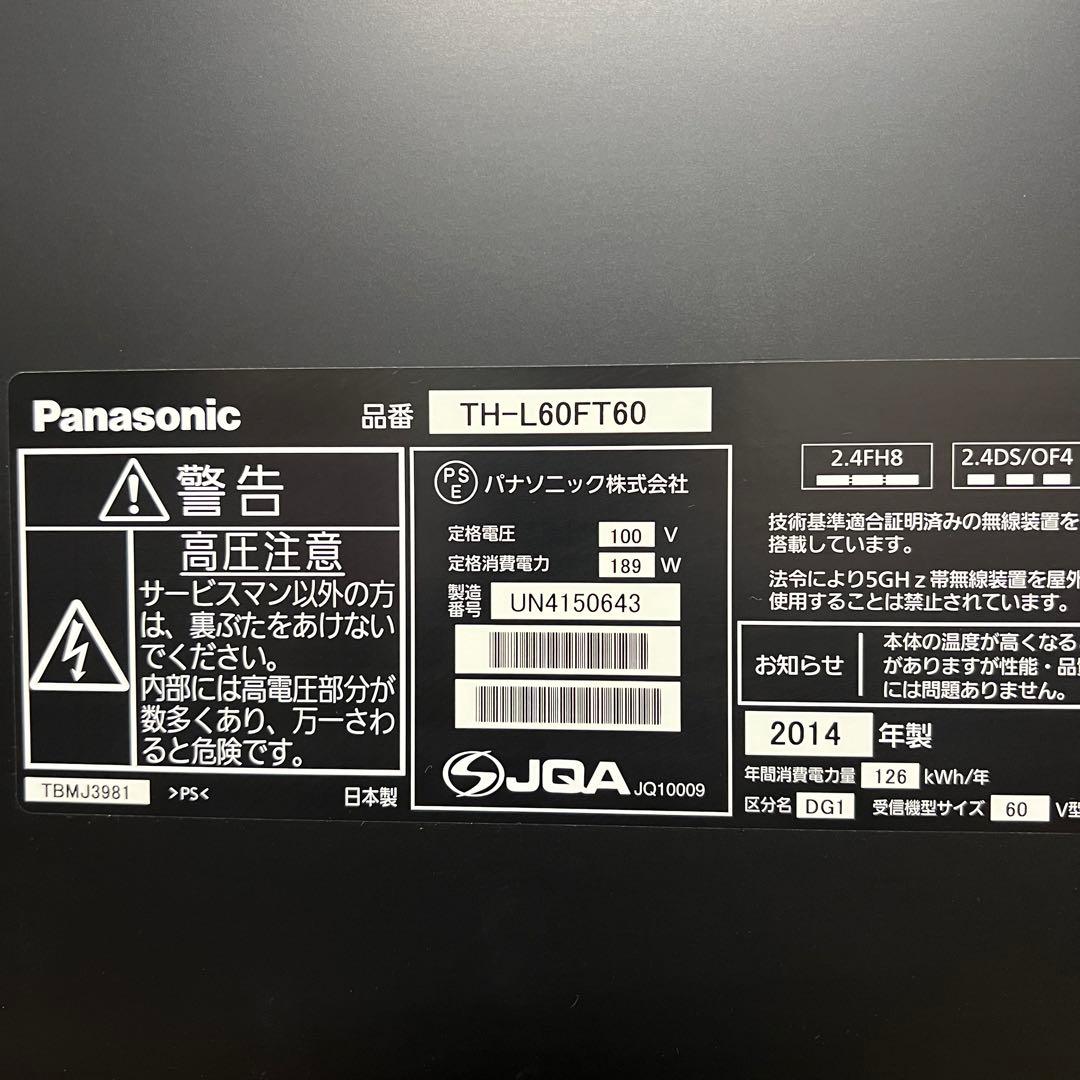 Panasonic
品番 TH-L60FT60
警告
高圧注意
サービスマン以外の方
は、裏ぶたをあけない
でください。
内部には高電圧部分が
数多くあり、万一さわ
ると危険です。
TBMJ3981 >PS< 日本製
PSE パナソニック株式会社
定格電圧 100 V
定格消費電力 189 W
製造番号 UN4150643
JQA JQ10009
2.4FH8 2.4DS/OF4
技術基準適合証明済みの無線装置を
搭載しています。
法令により5GHz帯無線装置を屋外
使用することは禁止されています。
お知らせ
本体の温度が高くなる
がありますが性能・品質
には問題ありません。
2014 年製
年間消費電力量 126 kWh/年
区分名 DG1 受信機型サイズ 60 V型